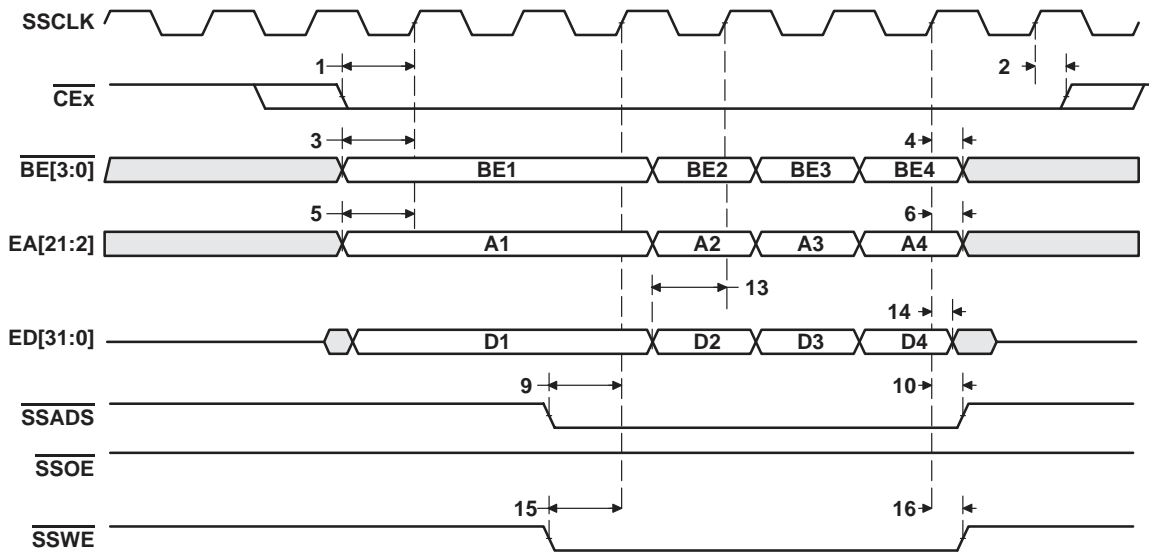 SSCLK
1
2
CEx
3
4
BE[3:0]
BE1 BE2 BE3 BE4
5
6
EA[21:2]
A1 A2 A3 A4
13
14
ED[31:0]
D1 D2 D3 D4
9
10
SSADS
SSOE
15
16
SSWE